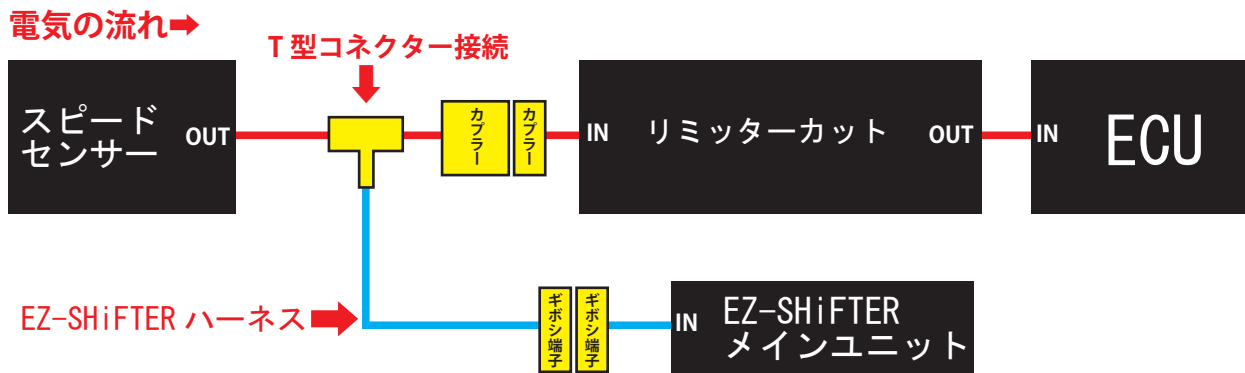 電気の流れ➡
T型コネクター接続
スピード
センサー
OUT
カプラー
カプラー
IN
リミッターカット
OUT
IN
ECU
EZ-SHiFTER ハーネス
ギボシ端子
ギボシ端子
IN
EZ-SHiFTER
メインユニット